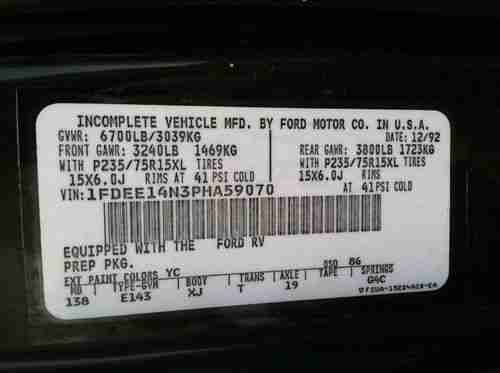 INCOMPLETE VEHICLE MFD. BY FORD MOTOR CO. IN U.S.A.
GVWR: 6700LB/3039KG DATE: 12/92
FRONT GAWR: 3240LB 1469KG REAR GAWR: 3800LB 1723KG
WITH P235/75R15XL TIRES WITH P235/75R15XL TIRES
15X6.0J RIMS AT 41 PSI COLD 15X6.0J RIMS
VIN: 1FDEE14N3PHA59070 AT 41 PSI COLD
EQUIPPED WITH THE FORD RV
PREP PKG.
EXT PAINT COLORS YC DSO 86
WB TYPE-GVM BODY TRANS AXLE TAPE SPRINGS
138 E143 XJ T 19 G4C